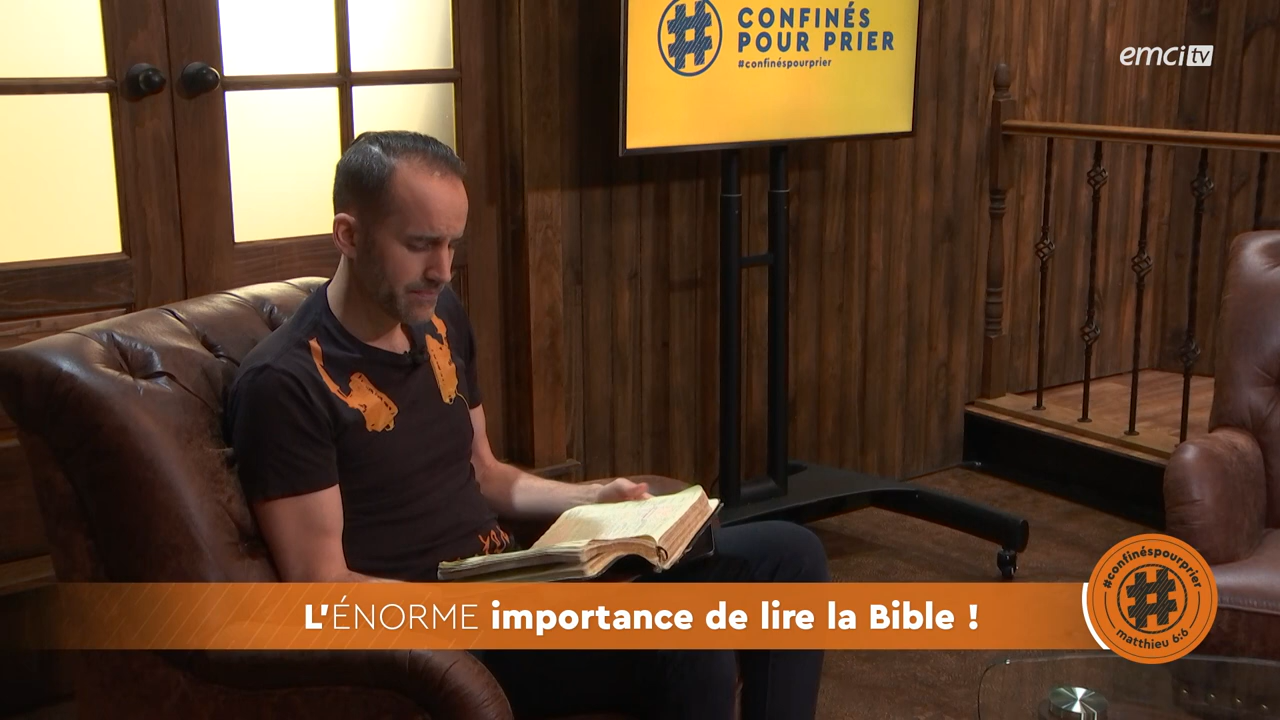 CONFINÉS
POUR PRIER
#confinéspourprier
emci tv
L'ÉNORME importance de lire la Bible !
#confinéspourprier
#
matthieu 6:6